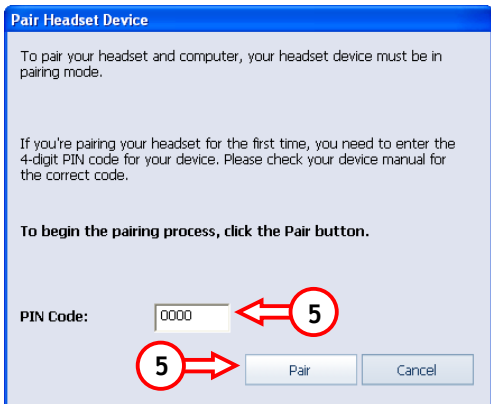 Pair Headset Device
To pair your headset and computer, your headset device must be in
pairing mode.
If you're pairing your headset for the first time, you need to enter the
4-digit PIN code for your device. Please check your device manual for
the correct code.
To begin the pairing process, click the Pair button.
PIN Code: 0000 5
5 Pair Cancel